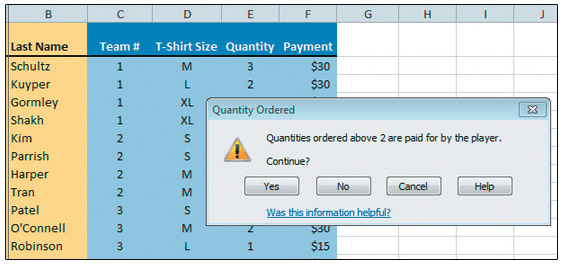 B C D E F G H I J
Last Name Team # T-Shirt Size Quantity Payment
Schultz 1 M 3 $30
Kuyper 1 L 2 $30
Gormley 1 XL
Shakh 1 XL
Kim 2 S
Parrish 2 S
Harper 2 M
Tran 2 M
Patel 3 S
O'Connell 3 M 2 $30
Robinson 3 L 1 $15
Quantity Ordered
Quantities ordered above 2 are paid for by the player.
Continue?
Yes No Cancel Help
Was this information helpful?